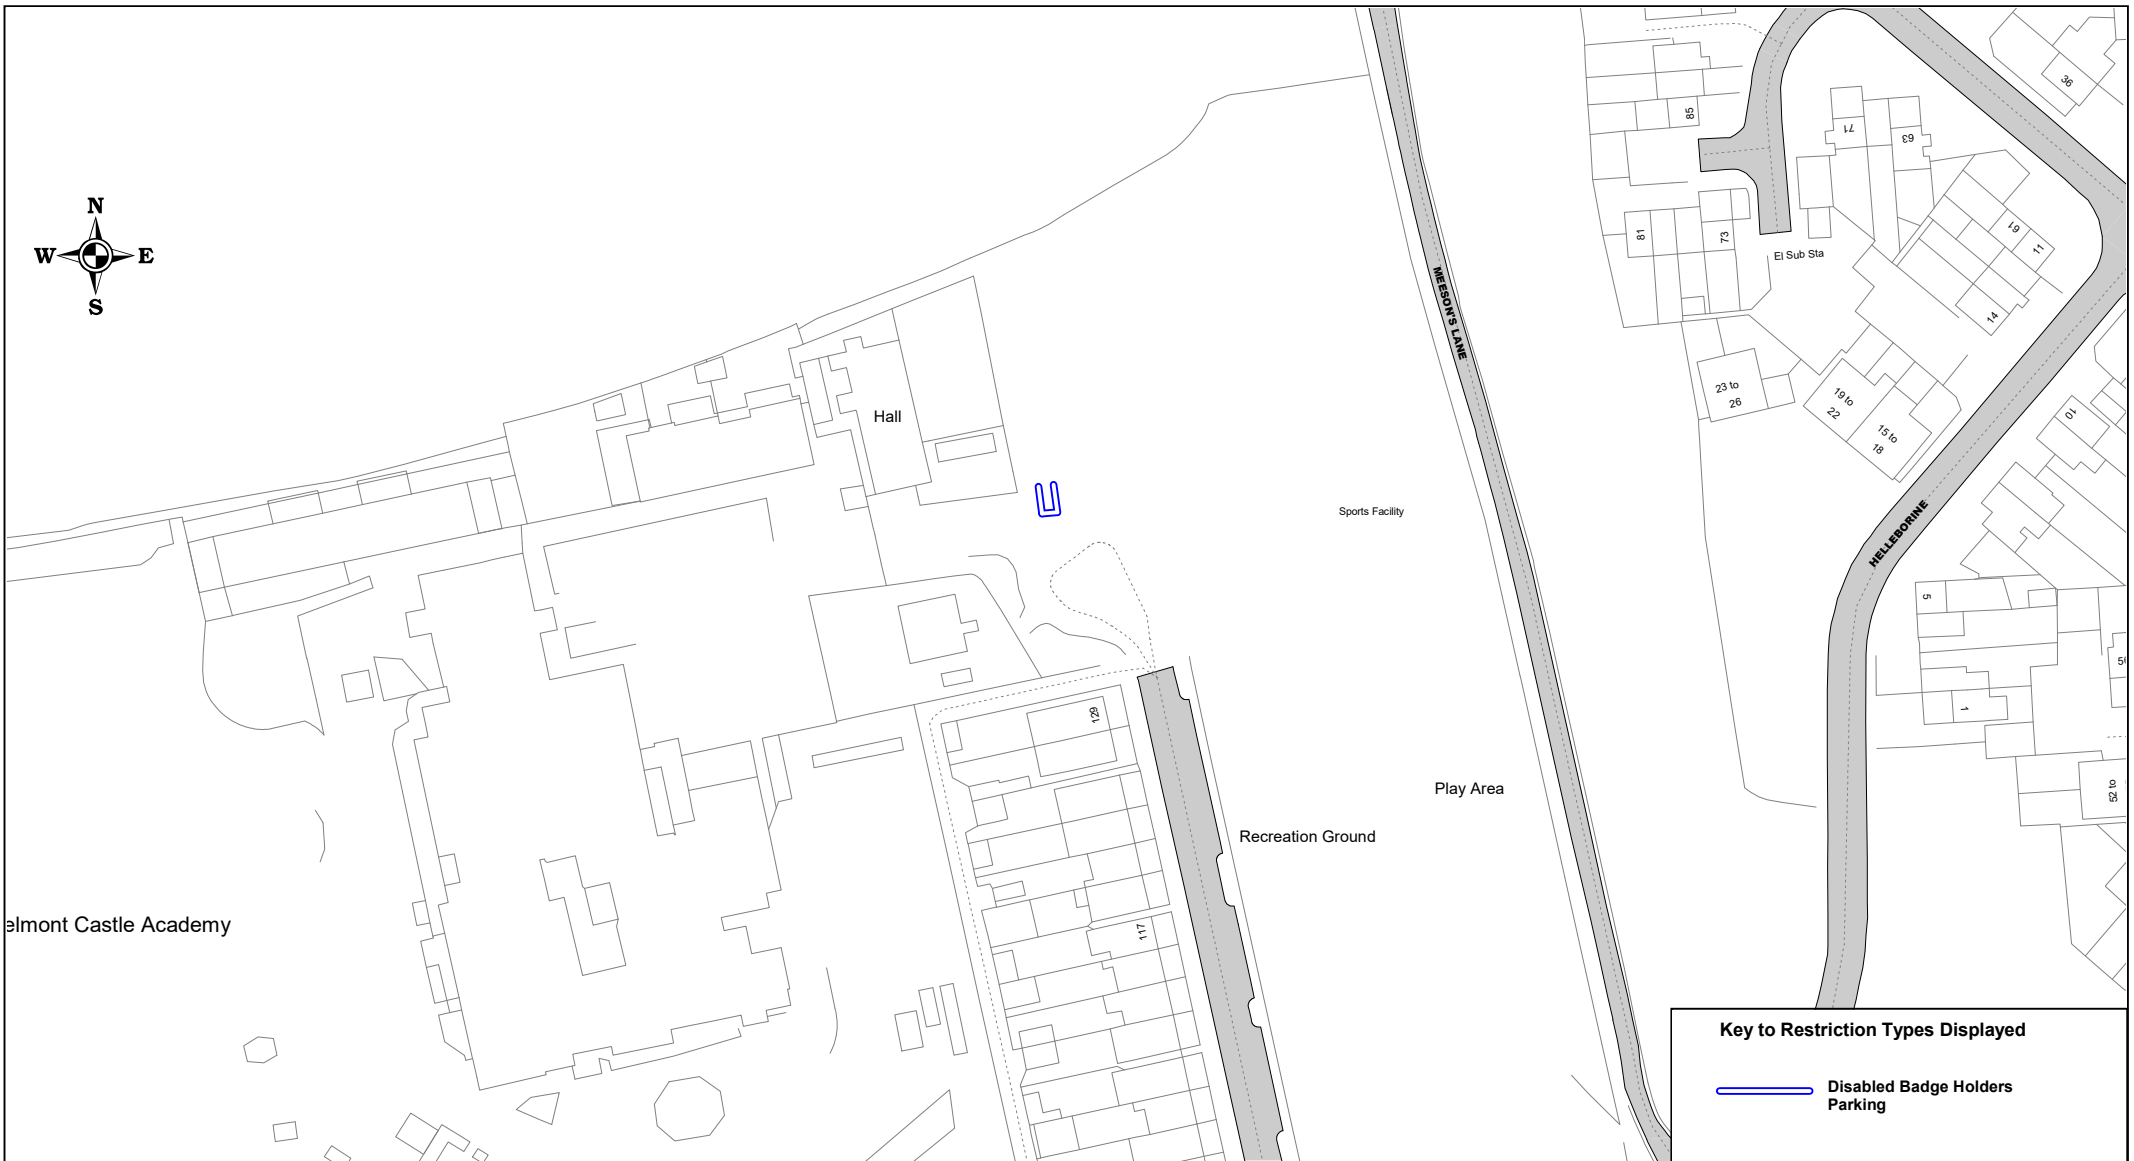 N
W E
S
36
85
71
63
81
73
El Sub Sta
61
11
14
MEESON'S LANE
23 to
26
19 to
22
15 to
18
10
Hall
Sports Facility
HELLEBORINE
5
1
52 to
129
Play Area
Recreation Ground
117
elmont Castle Academy
Key to Restriction Types Displayed
Disabled Badge Holders
Parking